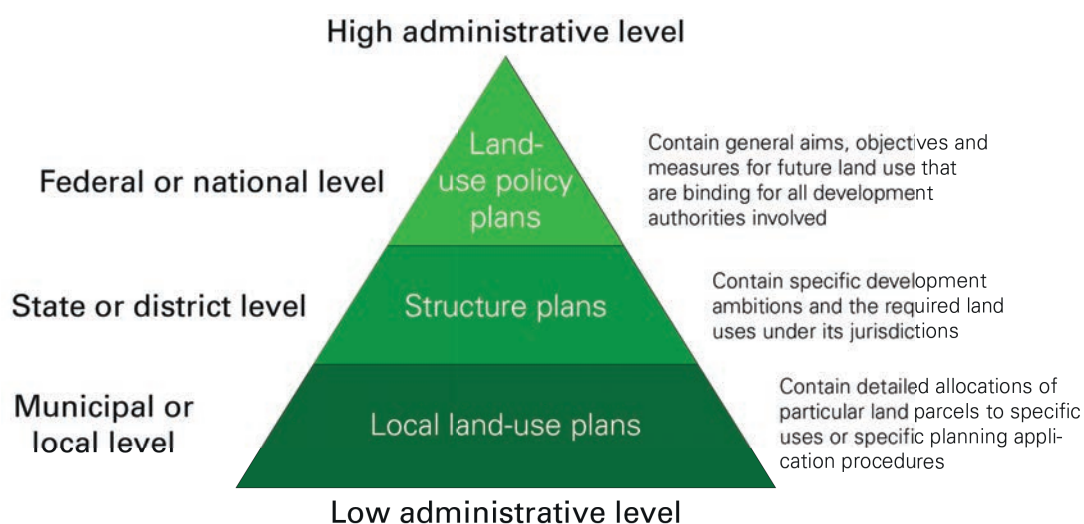 High administrative level
Federal or national level
Land-
use policy
plans
Contain general aims, objectives and
measures for future land use that
are binding for all development
authorities involved
State or district level
Structure plans
Contain specific development
ambitions and the required land
uses under its jurisdictions
Municipal or
local level
Local land-use plans
Contain detailed allocations of
particular land parcels to specific
uses or specific planning appli-
cation procedures
Low administrative level